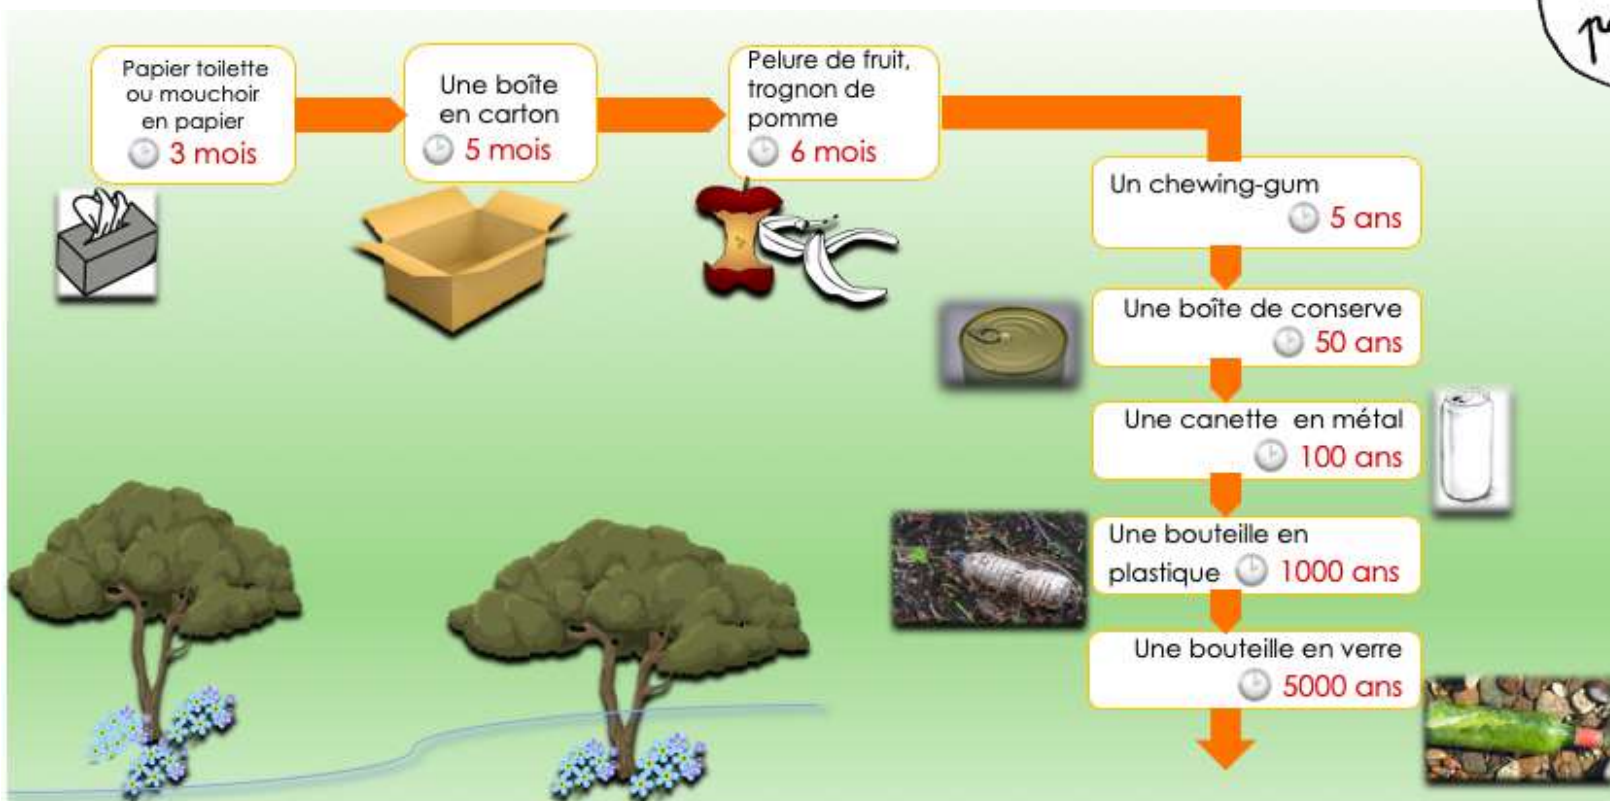 Papier toilette
ou mouchoir
en papier
3 mois
Une boîte
en carton
5 mois
Pelure de fruit,
trognon de
pomme
6 mois
Un chewing-gum
5 ans
Une boîte de conserve
50 ans
Une canette en métal
100 ans
Une bouteille en
plastique 1000 ans
Une bouteille en verre
5000 ans